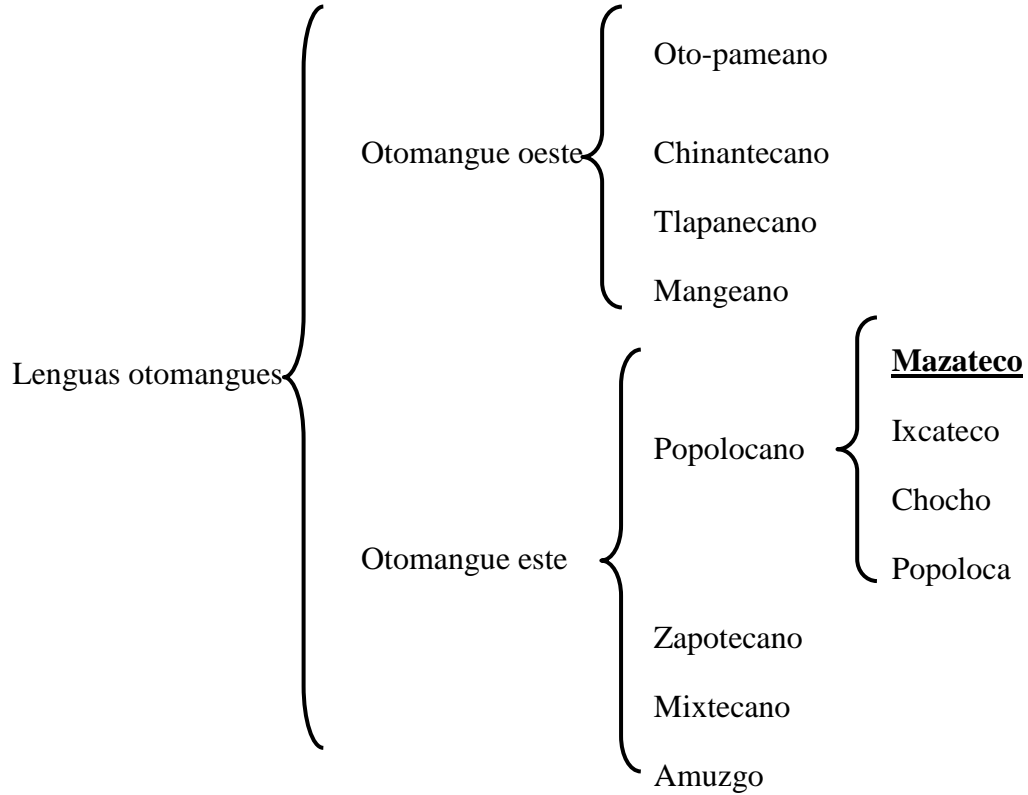 Lenguas otomangues
Otomangue oeste
Oto-pameano
Chinantecano
Tlapanecano
Mangeano
Otomangue este
Popolocano
Mazateco
Ixcateco
Chocho
Popoloca
Zapotecano
Mixtecano
Amuzgo